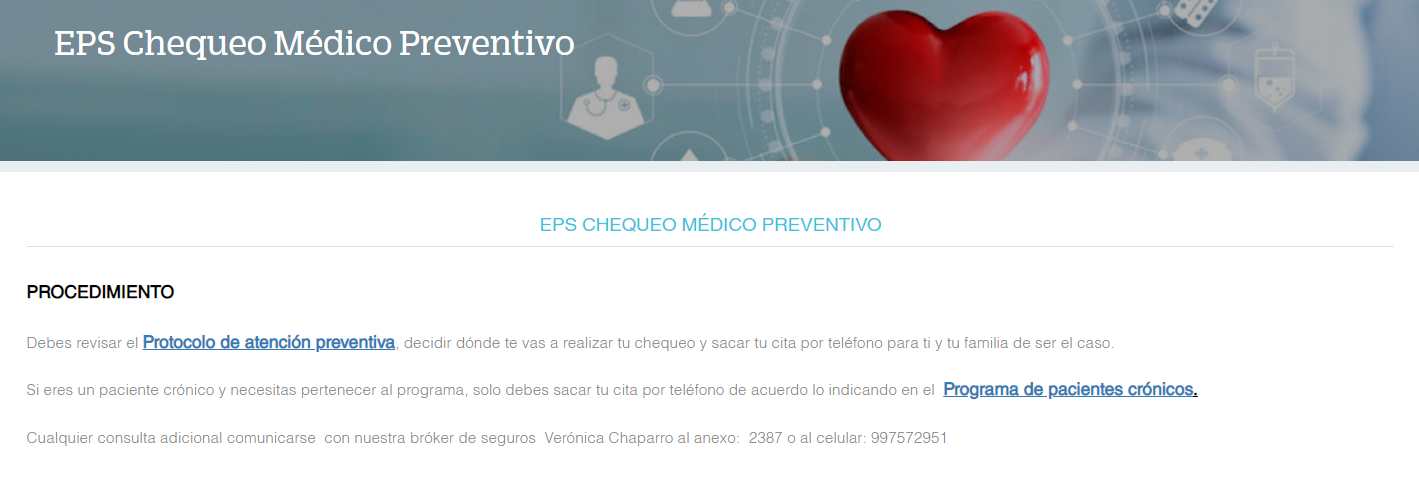 EPS Chequeo Médico Preventivo
EPS CHEQUEO MÉDICO PREVENTIVO
PROCEDIMIENTO
Debes revisar el Protocolo de atención preventiva, decidir dónde te vas a realizar tu chequeo y sacar tu cita por teléfono para ti y tu familia de ser el caso.
Si eres un paciente crónico y necesitas pertenecer al programa, solo debes sacar tu cita por teléfono de acuerdo lo indicando en el Programa de pacientes crónicos.
Cualquier consulta adicional comunicarse con nuestra bróker de seguros Verónica Chaparro al anexo: 2387 o al celular: 997572951